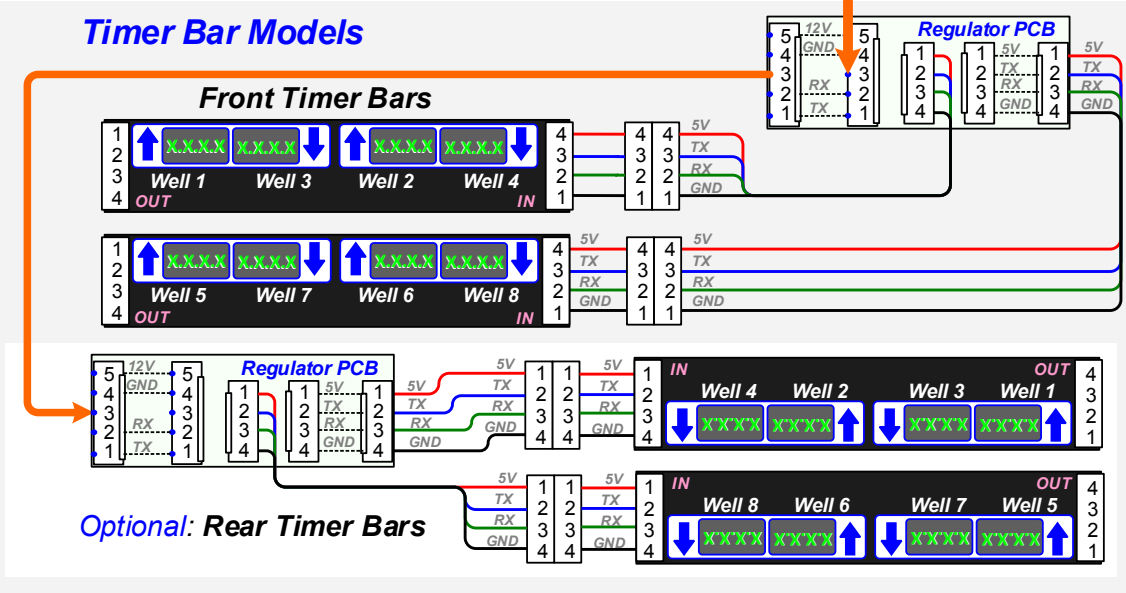 Timer Bar Models
Regulator PCB
5 12V 5 1 1 5V 1 5V
4 GND 4 2 2 TX 2 TX
3 3 3 3 RX 3 RX
2 RX 2 4 4 GND 4 GND
1 TX 1
Front Timer Bars
1 X.X.X.X X.X.X.X X.X.X.X X.X.X.X 4 4 4 5V
2 3 3 3 TX
3 Well 1 Well 3 Well 2 Well 4 2 2 2 RX
4 OUT IN 1 1 1 GND
1 X.X.X.X X.X.X.X X.X.X.X X.X.X.X 4 5V 4 4 5V
2 3 TX 3 3 TX
3 Well 5 Well 7 Well 6 Well 8 2 RX 2 2 RX
4 OUT IN 1 GND 1 1 GND
Regulator PCB
5 12V 5 1 1 5V 1 5V
4 GND 4 2 2 TX 2 TX
3 3 3 3 RX 3 RX
2 RX 2 4 4 GND 4 GND
1 TX 1
5V 1 1 5V 1 IN OUT 4
TX 2 2 TX 2 Well 4 Well 2 Well 3 Well 1 3
RX 3 3 RX 3 X.X.X.X X.X.X.X X.X.X.X X.X.X.X 2
GND 4 4 GND 4 1
Optional: Rear Timer Bars
5V 1 1 5V 1 IN OUT 4
TX 2 2 TX 2 Well 8 Well 6 Well 7 Well 5 3
RX 3 3 RX 3 X.X.X.X X.X.X.X X.X.X.X X.X.X.X 2
GND 4 4 GND 4 1